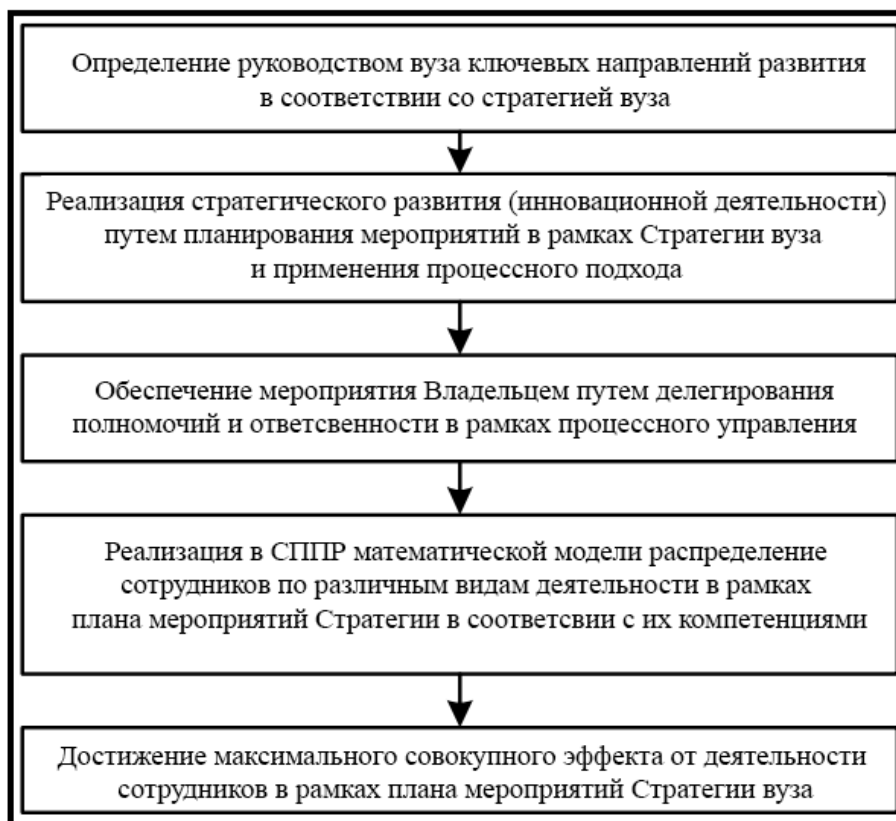 Определение руководством вуза ключевых направлений развития
в соответствии со стратегией вуза
Реализация стратегического развития (инновационной деятельности)
путем планирования мероприятий в рамках Стратегии вуза
и применения процессного подхода
Обеспечение мероприятия Владельцем путем делегирования
полномочий и ответсвенности в рамках процессного управления
Реализация в СППР математической модели распределение
сотрудников по различным видам деятельности в рамках
плана мероприятий Стратегии в соответсвии с их компетенциями
Достижение максимального совокупного эффекта от деятельности
сотрудников в рамках плана мероприятий Стратегии вуза